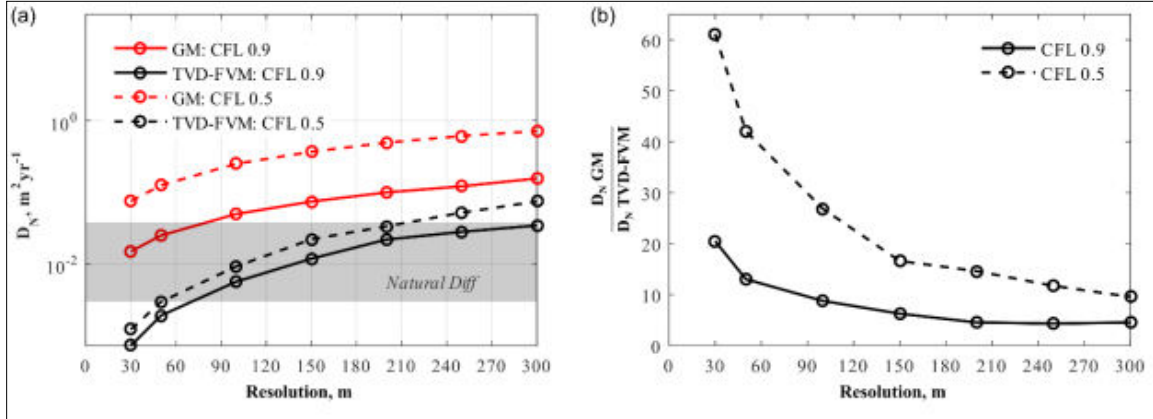 (a)
GM: CFL 0.9
TVD-FVM: CFL 0.9
GM: CFL 0.5
TVD-FVM: CFL 0.5
10⁰
10⁻²
D_N, m² yr⁻¹
Natural Diff
0 30 60 90 120 150 180 210 240 270 300
Resolution, m
(b)
CFL 0.9
CFL 0.5
60
50
40
30
20
10
0
D_N GM
D_N TVD-FVM
0 30 60 90 120 150 180 210 240 270 300
Resolution, m